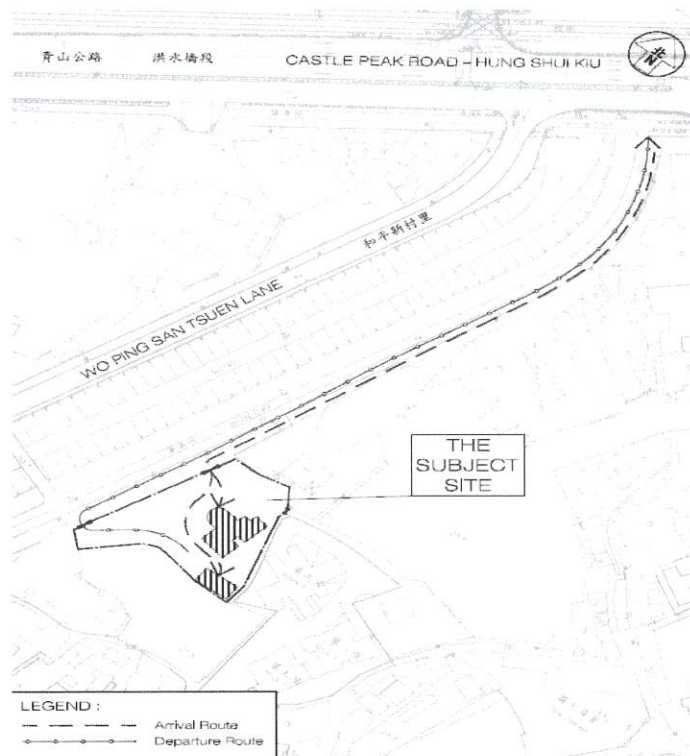 青山公路 洪水橋段 CASTLE PEAK ROAD - HUNG SHUI KIU
北
N
和平新村里
WO PING SAN TSUEN LANE
THE
SUBJECT
SITE
LEGEND :
Arrival Route
Departure Route